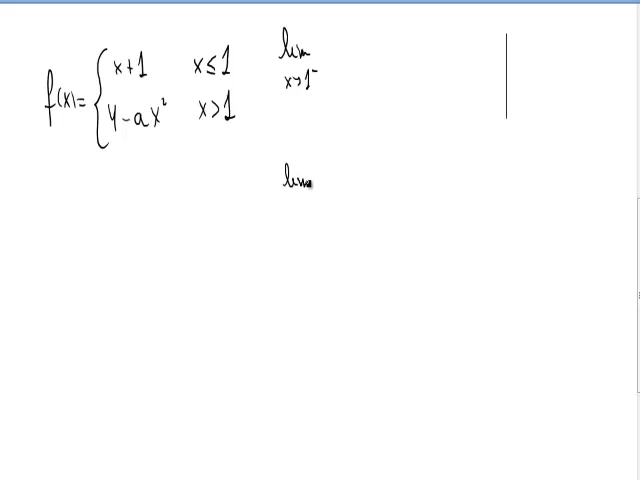 f(x)= { x+1 x≤1
4-ax² x>1
lim
x→1⁻
lim